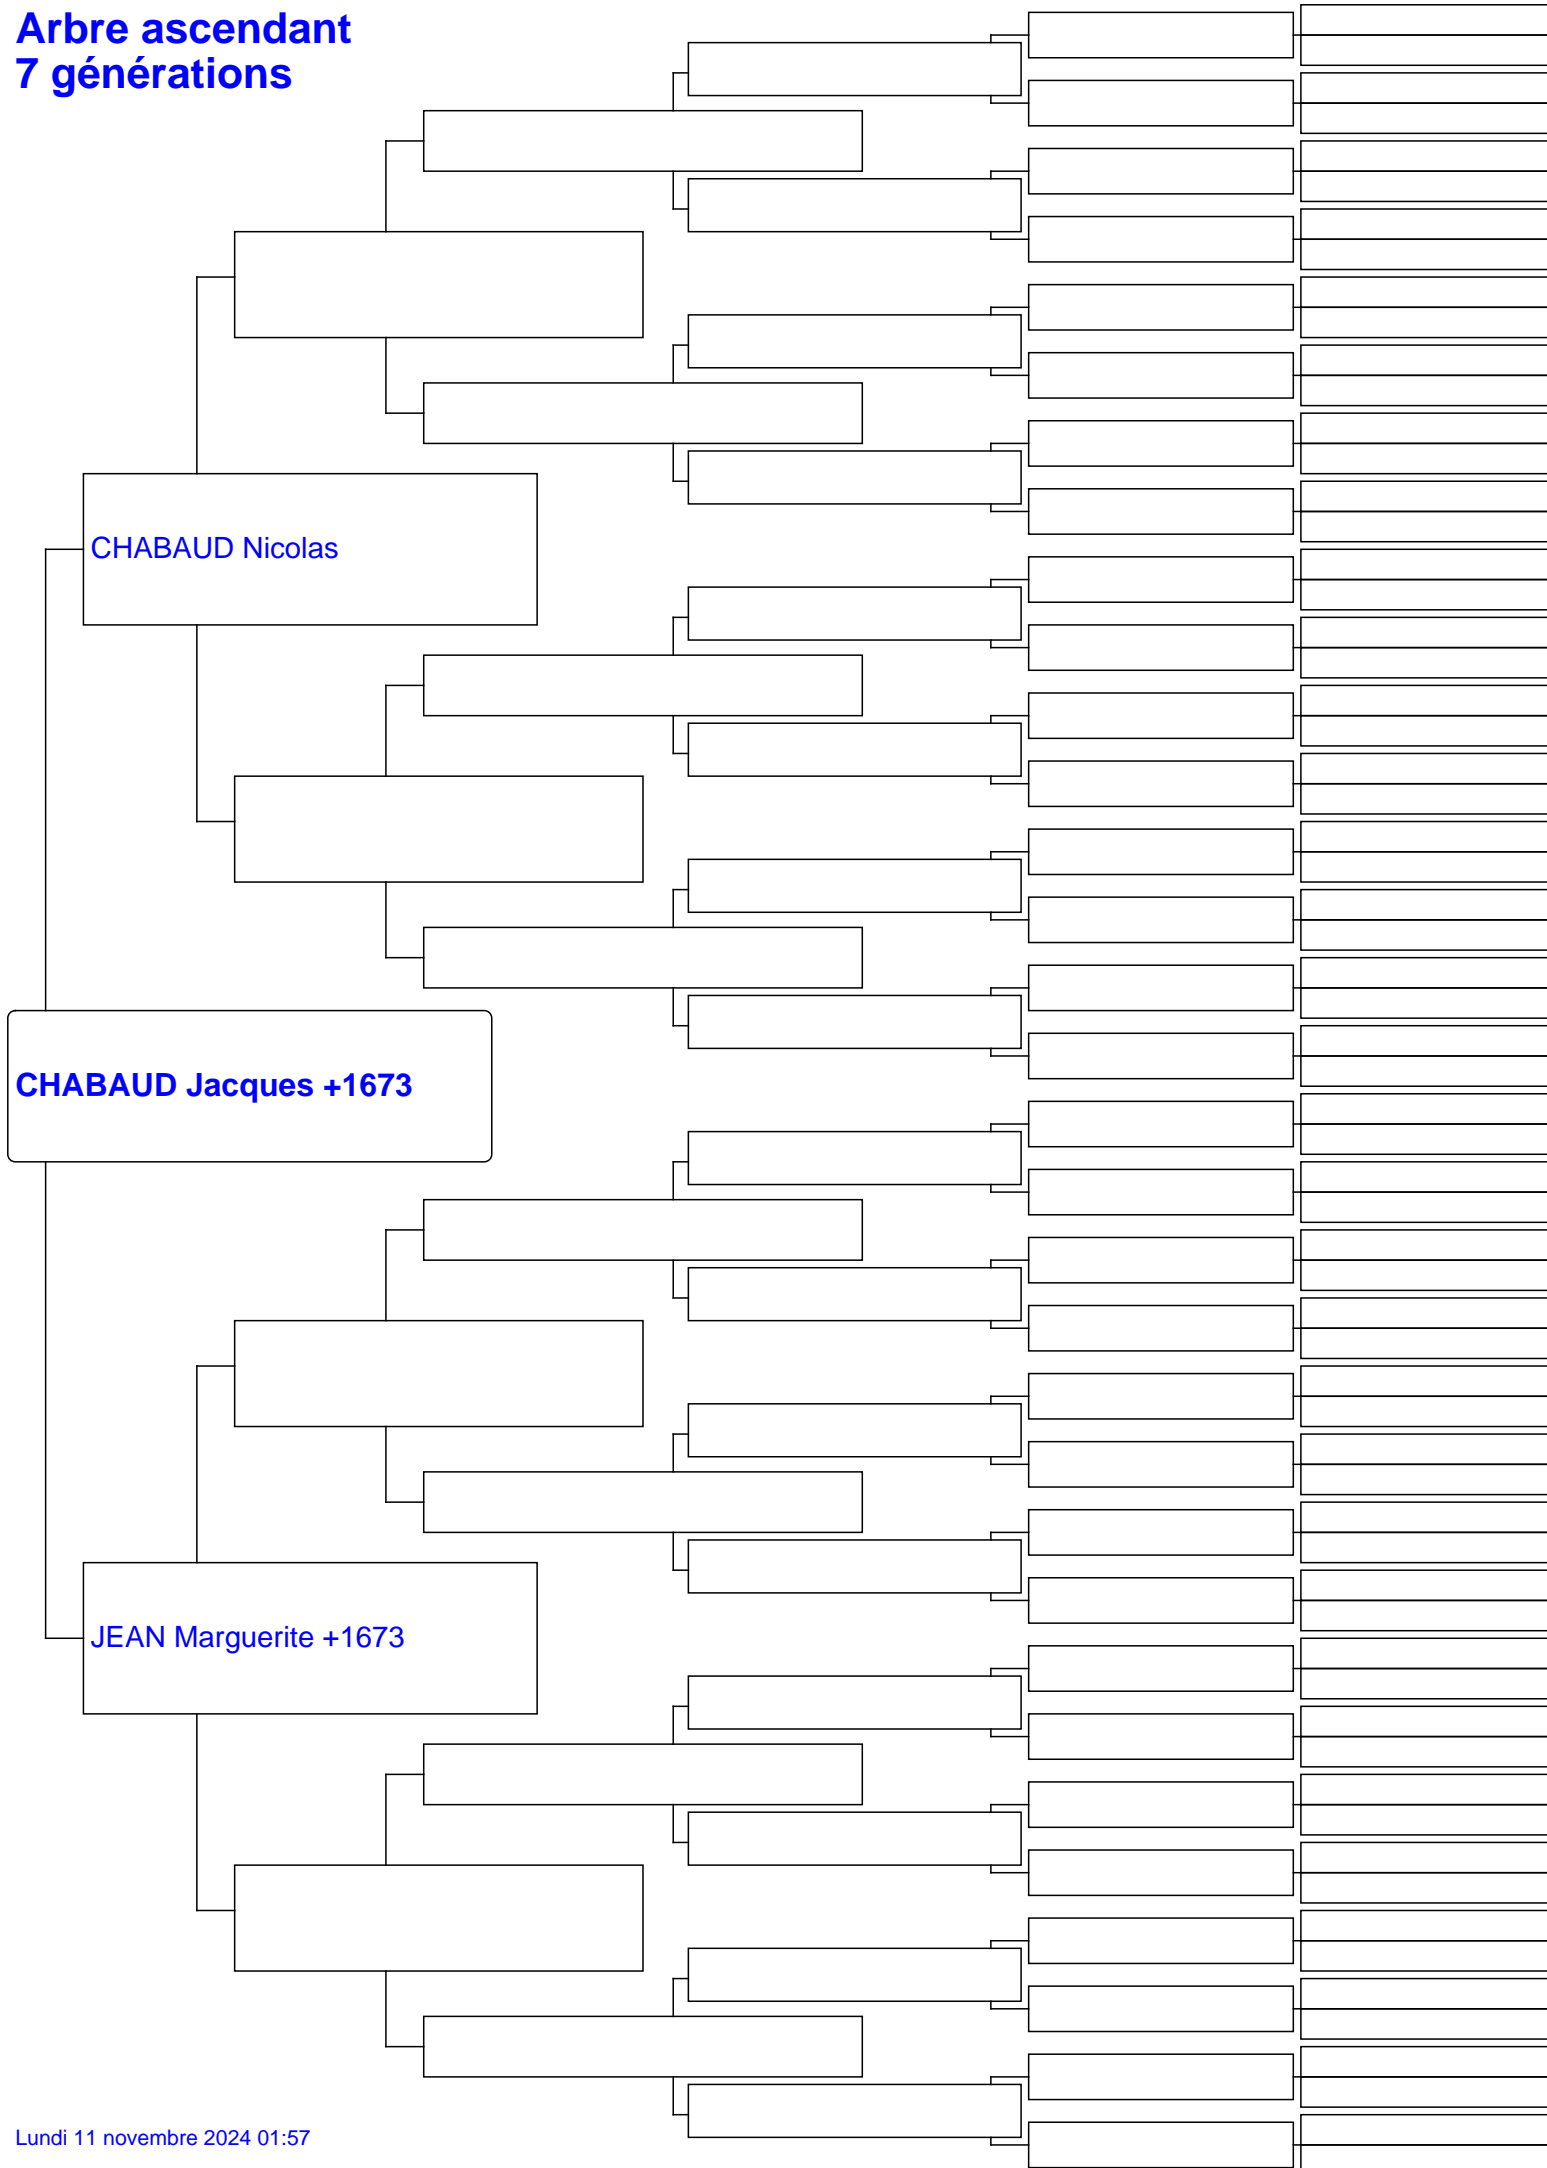 Arbre ascendant
7 générations
CHABAUD Nicolas
CHABAUD Jacques +1673
JEAN Marguerite +1673
Lundi 11 novembre 2024 01:57